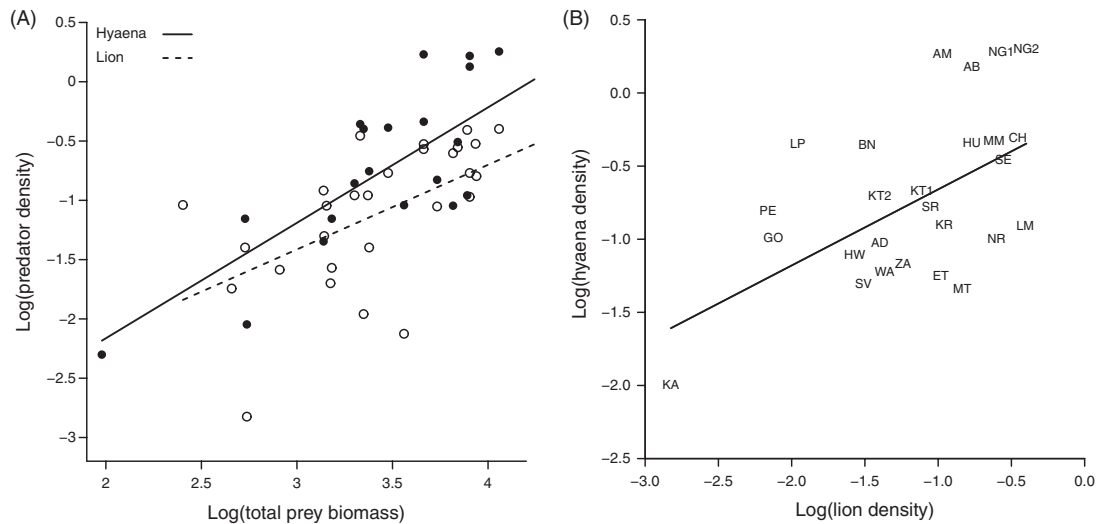 (A)
Hyaena
Lion
0.5
0
−0.5
−1
−1.5
−2
−2.5
−3
Log(predator density)
2
2.5
3
3.5
4
Log(total prey biomass)
(B)
0.5
0.0
−0.5
−1.0
−1.5
−2.0
−2.5
Log(hyaena density)
AM
NG1
NG2
AB
LP
BN
HU
MM
CH
SE
KT2
KT1
PE
SR
GO
AD
KR
LM
NR
HW
WA
ZA
SV
ET
MT
KA
−3.0
−2.5
−2.0
−1.5
−1.0
−0.5
0.0
Log(lion density)